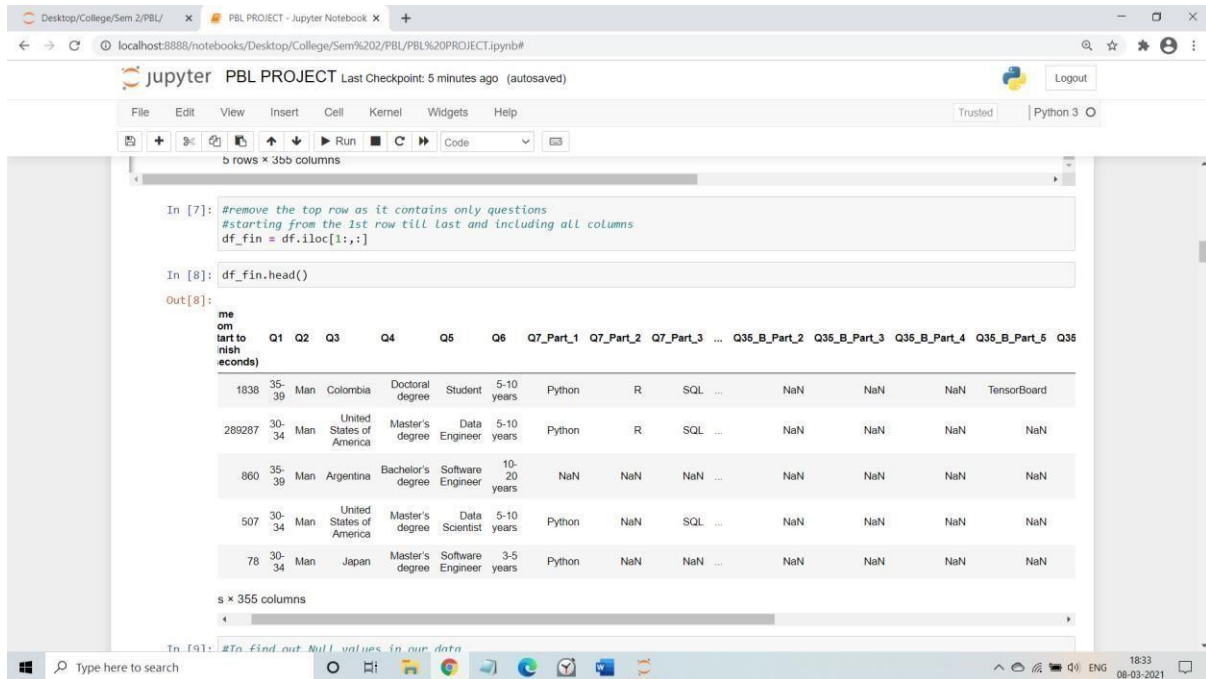 Desktop/College/Sem 2/PBL/
PBL PROJECT - Jupyter Notebook
localhost:8888/notebooks/Desktop/College/Sem%202/PBL/PBL%20PROJECT.ipynb#
jupyter PBL PROJECT Last Checkpoint: 5 minutes ago (autosaved)
Logout
File Edit View Insert Cell Kernel Widgets Help
Trusted
Python 3
Run Code
5 rows × 355 columns
In [7]: #remove the top row as it contains only questions
#starting from the 1st row till last and including all columns
df_fin = df.iloc[1:,:]
In [8]: df_fin.head()
Out[8]:
me
om
tart to
nish
econds)
Q1 Q2 Q3 Q4 Q5 Q6 Q7_Part_1 Q7_Part_2 Q7_Part_3 ... Q35_B_Part_2 Q35_B_Part_3 Q35_B_Part_4 Q35_B_Part_5 Q35
1838 35-39 Man Colombia Doctoral degree Student 5-10 years Python R SQL ... NaN NaN NaN TensorBoard
289287 30-34 Man United States of America Master's degree Data Engineer 5-10 years Python R SQL ... NaN NaN NaN NaN
860 35-39 Man Argentina Bachelor's degree Software Engineer 10-20 years NaN NaN NaN ... NaN NaN NaN NaN
507 30-34 Man United States of America Master's degree Data Scientist 5-10 years Python NaN SQL ... NaN NaN NaN NaN
78 30-34 Man Japan Master's degree Software Engineer 3-5 years Python NaN NaN ... NaN NaN NaN NaN
s × 355 columns
In [9]: #To find out Null values in our data
Type here to search
ENG
18:33
08-03-2021